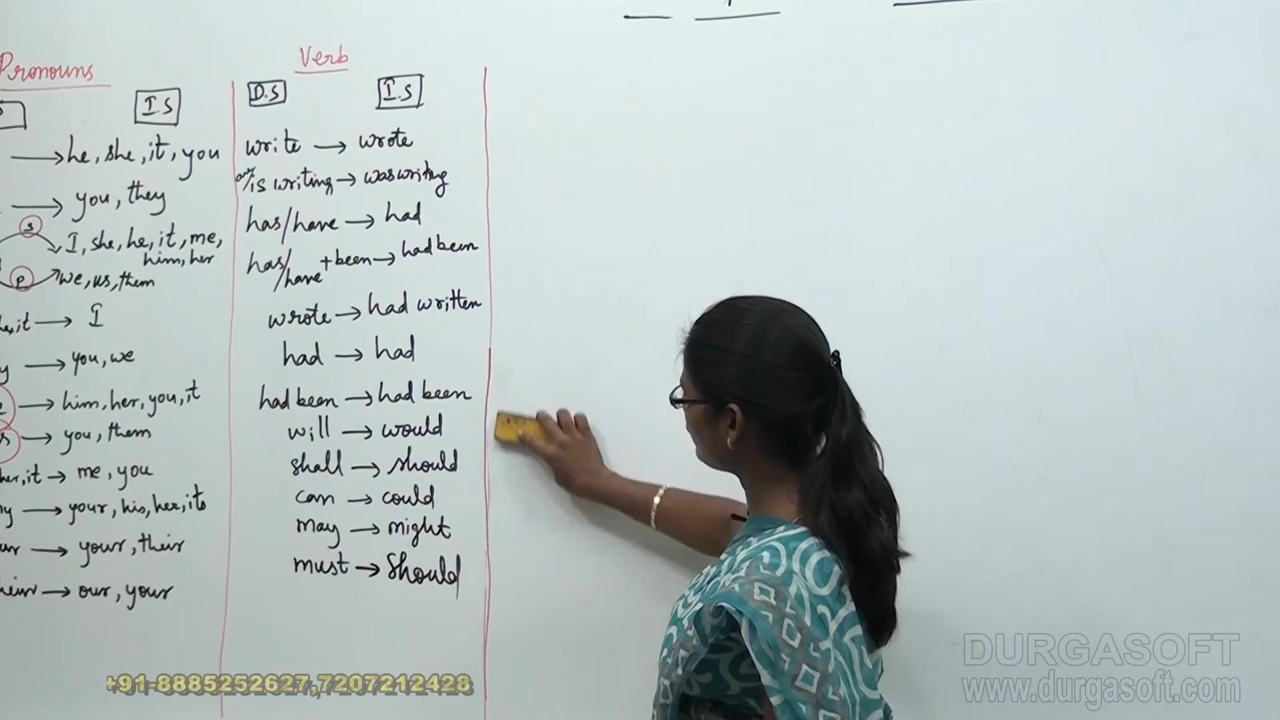 Pronouns
I.S
he, she, it, you
you, they
S
I, she, he, it, me,
him, her
P
we, us, them
it → I
→ you, we
→ him, her, you, it
→ you, them
her, it → me, you
→ your, his, her, its
→ yours, their
→ our, your
Verb
D.S I.S
write → wrote
is writing → was writing
has/have → had
has/have + been → had been
wrote → had written
had → had
had been → had been
will → would
shall → should
can → could
may → might
must → should
+91-8885252627,7207212428
DURGASOFT
www.durgasoft.com